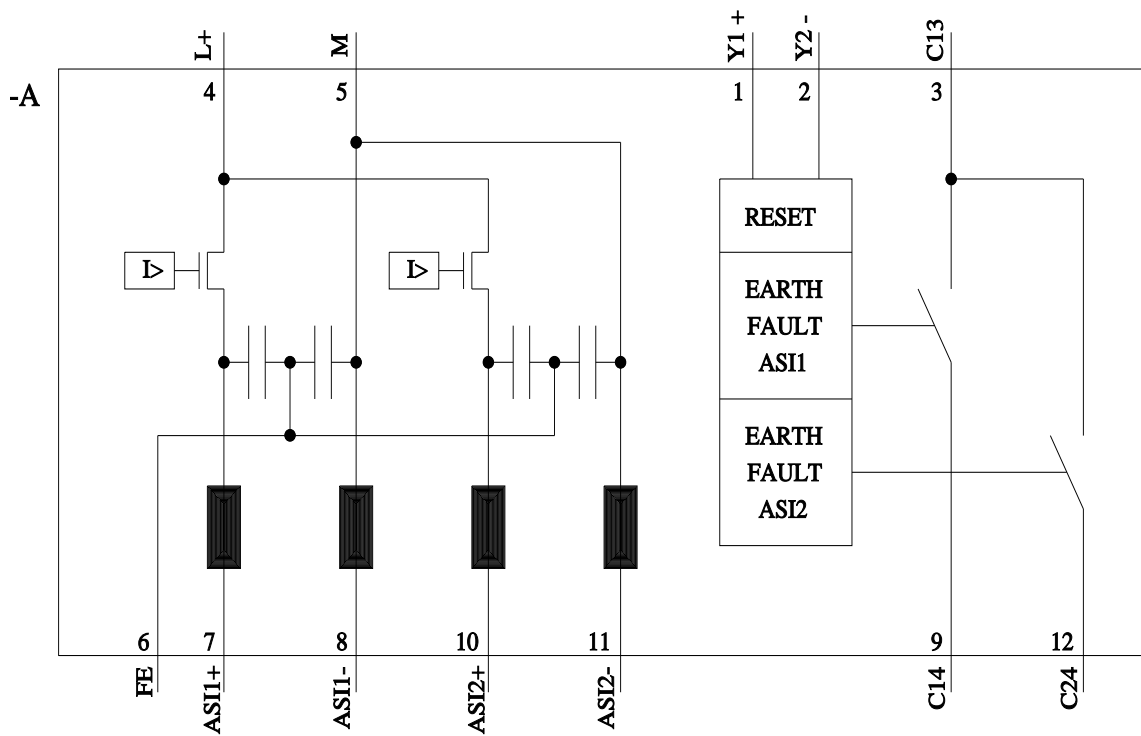 L+
M
Y1 +
Y2 -
C13
-A
4
5
1
2
3
RESET
I>
I>
EARTH
FAULT
ASI1
EARTH
FAULT
ASI2
6
7
8
10
11
9
12
FE
ASI1+
ASI1-
ASI2+
ASI2-
C14
C24